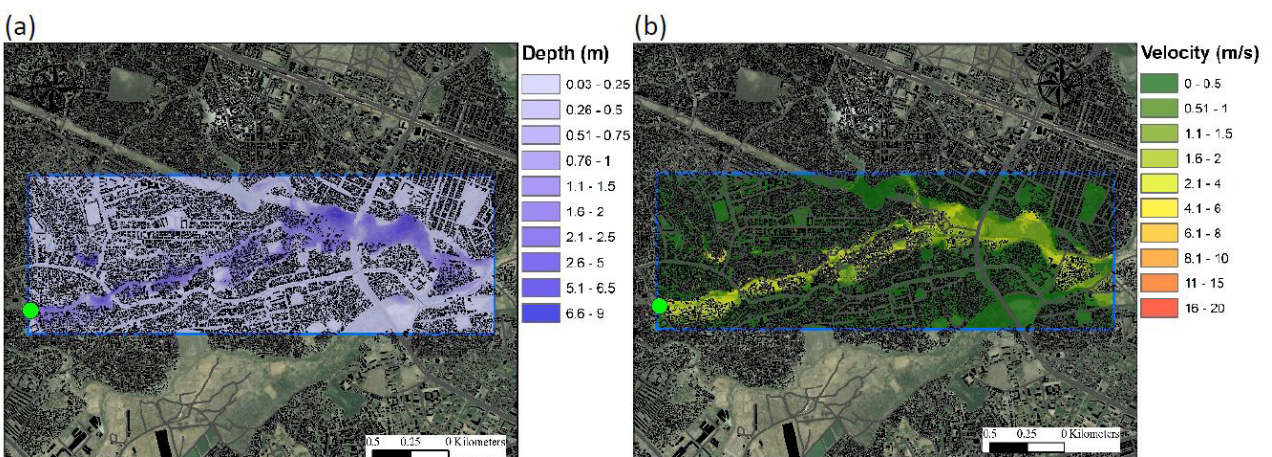 (a)
Depth (m)
0.03 - 0.25
0.26 - 0.5
0.51 - 0.75
0.76 - 1
1.1 - 1.5
1.6 - 2
2.1 - 2.5
2.6 - 5
5.1 - 6.5
6.6 - 9
0.5 0.25 0 Kilometers
(b)
Velocity (m/s)
0 - 0.5
0.51 - 1
1.1 - 1.5
1.6 - 2
2.1 - 4
4.1 - 6
6.1 - 8
8.1 - 10
11 - 15
16 - 20
0.5 0.25 0 Kilometers